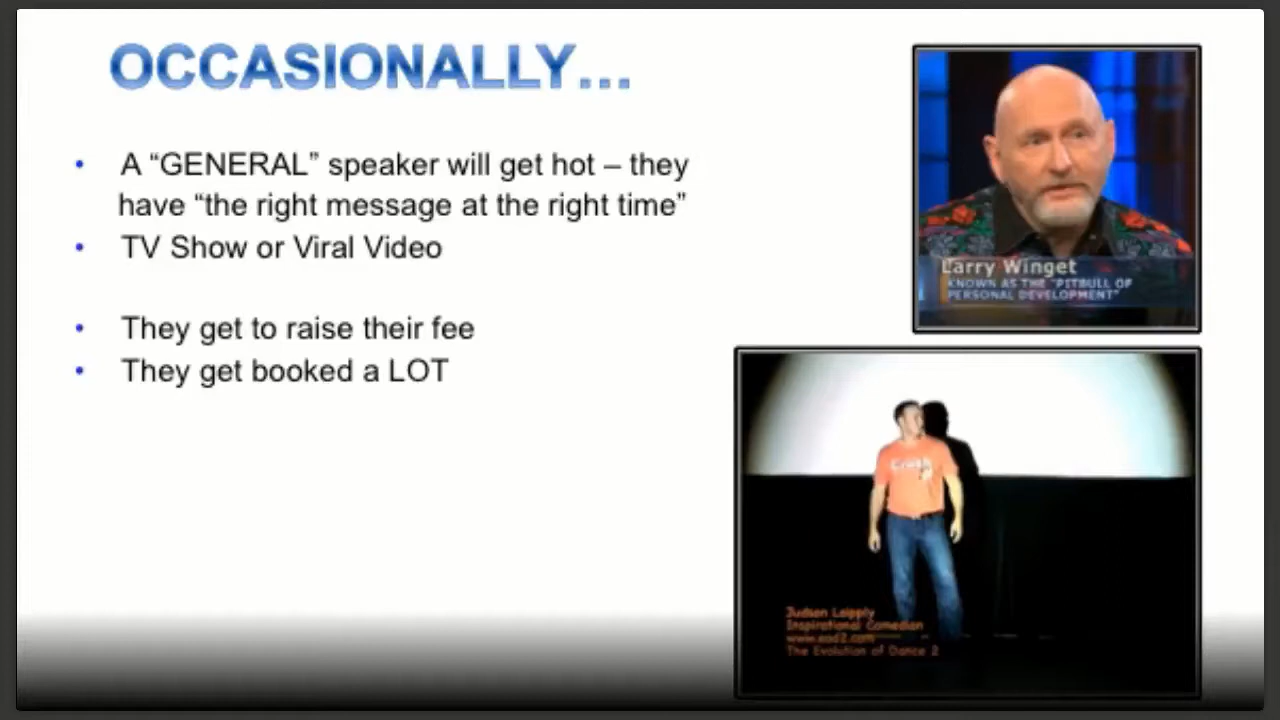 OCCASIONALLY…
• A “GENERAL” speaker will get hot – they
have “the right message at the right time”
• TV Show or Viral Video
• They get to raise their fee
• They get booked a LOT
Larry Winget
KNOWN AS THE "PITBULL OF
PERSONAL DEVELOPMENT"
Judson Laipply
Inspirational Comedian
The Evolution of Dance 2